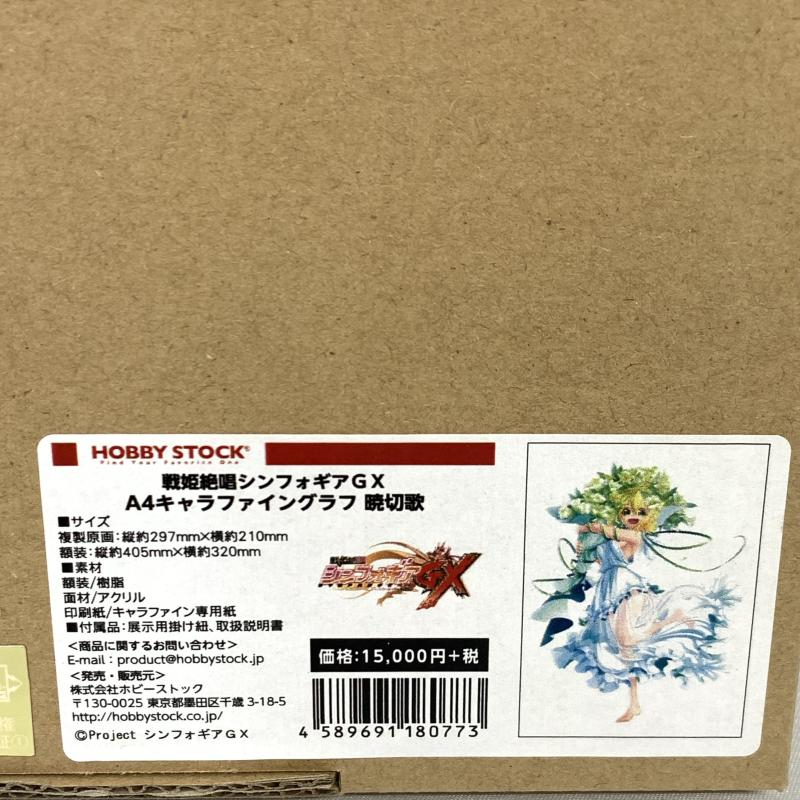 HOBBY STOCK®
Find Your Favorite One
戦姫絶唱シンフォギアGX
A4キャラファイングラフ 暁切歌
■サイズ
複製原画:縦約297mm×横約210mm
額装:縦約405mm×横約320mm
■素材
額装/樹脂
面材/アクリル
印刷紙/キャラファイン専用紙
■付属品:展示用掛け紐、取扱説明書
<商品に関するお問い合わせ>
E-mail:product@hobbystock.jp
<発売・販売元>
株式会社ホビーストック
〒130-0025 東京都墨田区千歳 3-18-5
http://hobbystock.co.jp/
©Project シンフォギアGX
戦姫絶唱
シンフォギアGX
価格:15,000円+税
4 589691 180773
権
証①